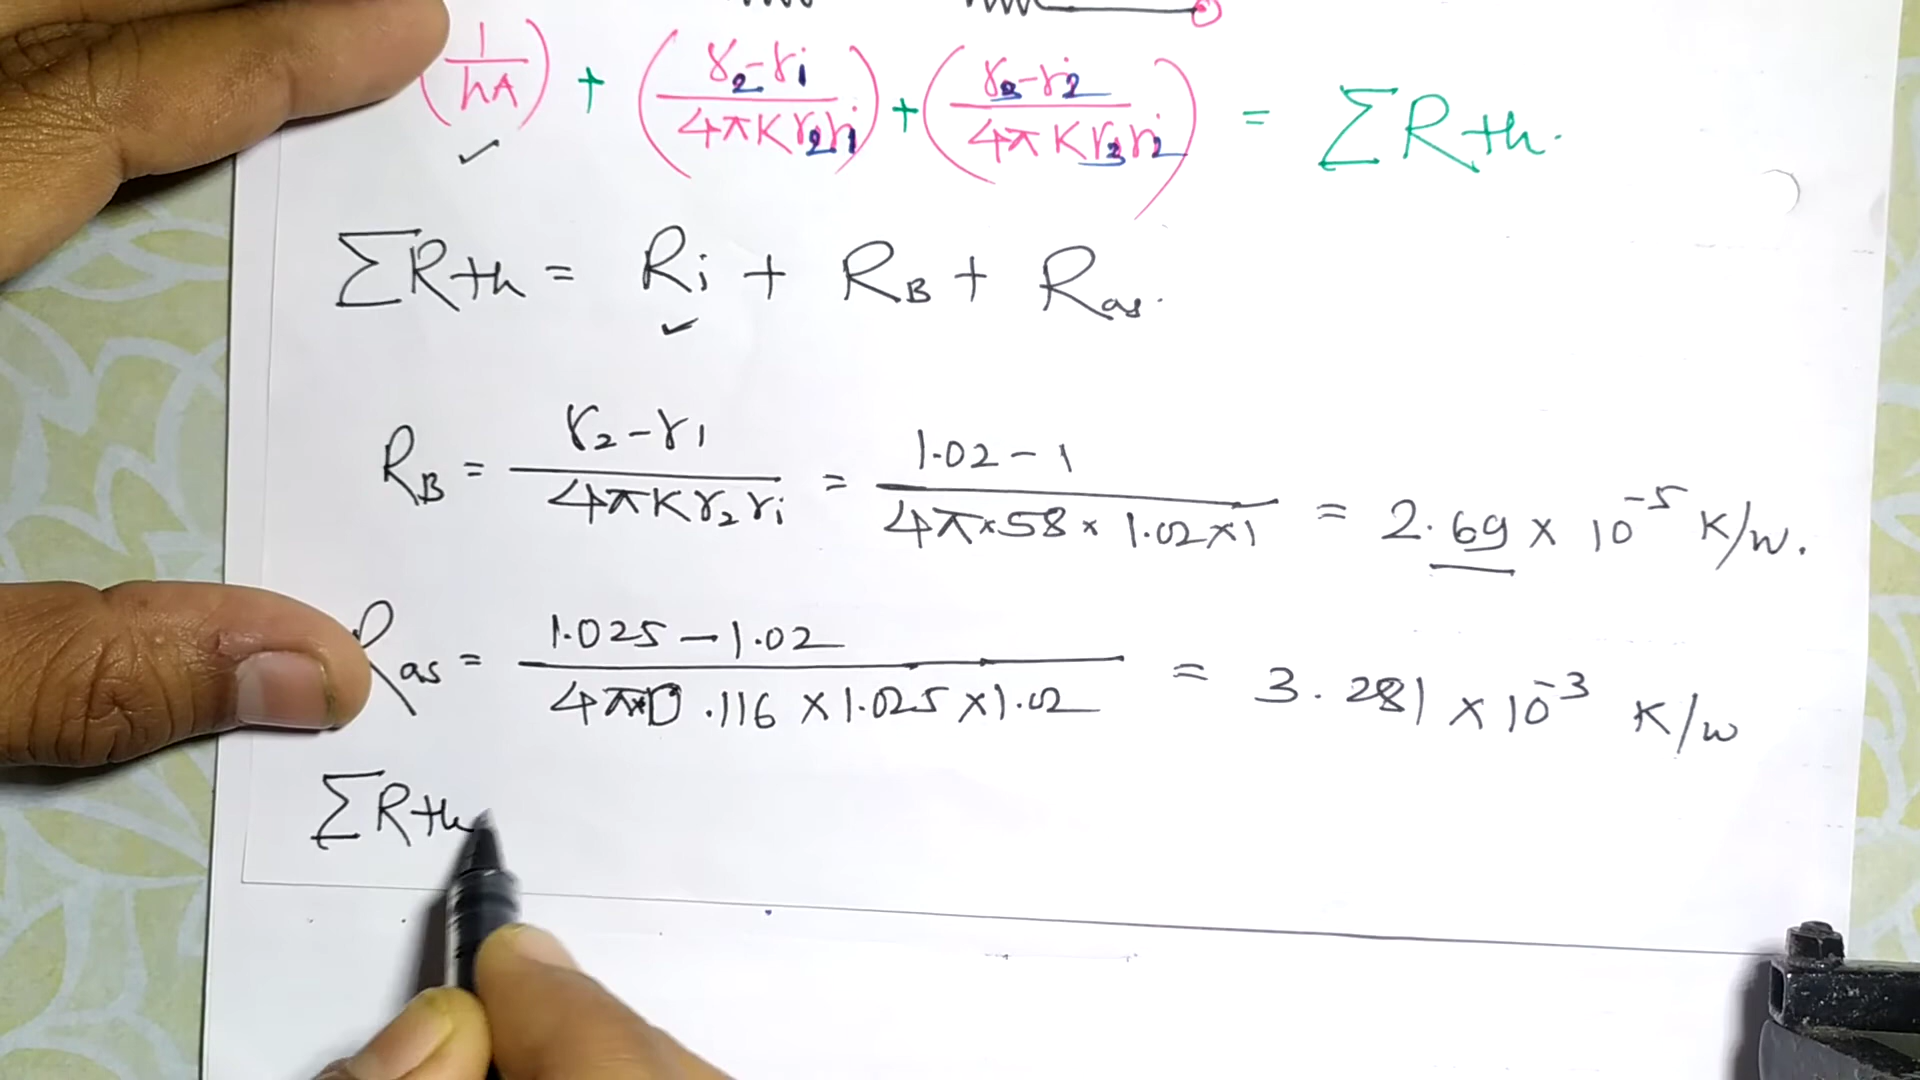 (1/hA) + (r2-ri/4πKr2r1) + (r3-r2/4πKr3r2) = ΣRth.
ΣRth = Ri + RB + Ras.
RB = r2-r1/4πKr2ri = 1.02-1/4π×58×1.02×1 = 2.69 × 10^-5 K/W.
Ras = 1.025-1.02/4π×0.116×1.025×1.02 = 3.281 × 10^-3 K/W
ΣRth